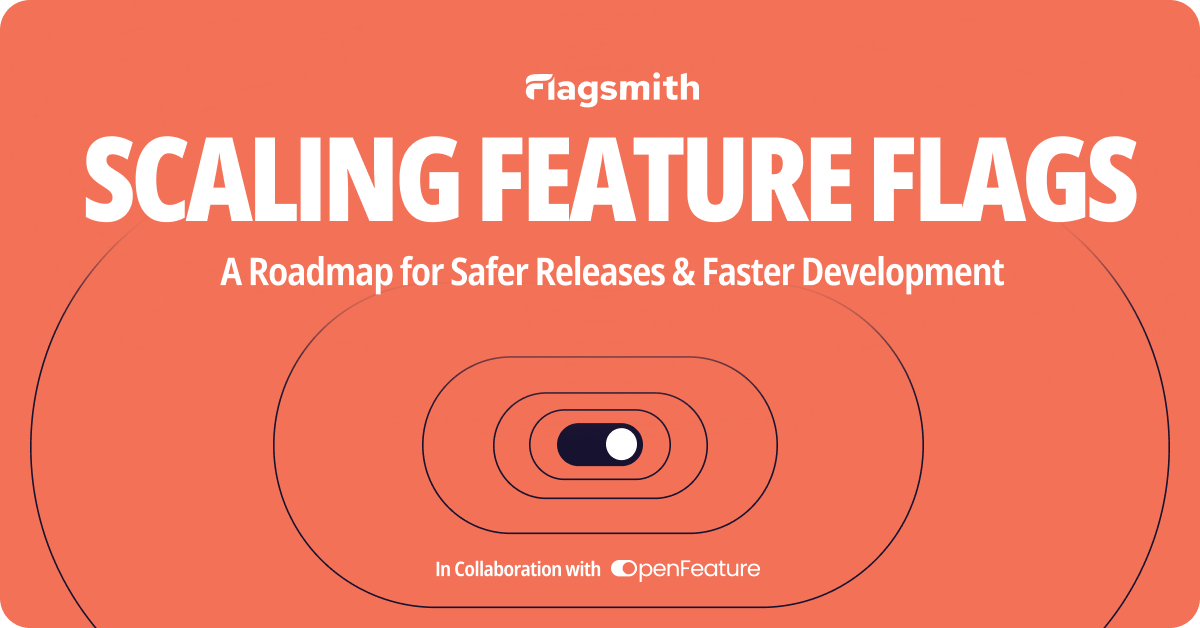 Flagsmith
SCALING FEATURE FLAGS
A Roadmap for Safer Releases & Faster Development
In Collaboration with OpenFeature